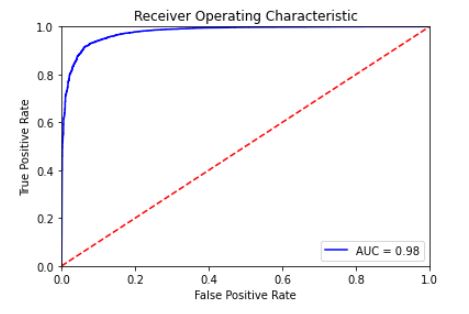 Receiver Operating Characteristic
1.0
0.8
0.6
0.4
0.2
0.0
True Positive Rate
AUC = 0.98
0.0 0.2 0.4 0.6 0.8 1.0
False Positive Rate